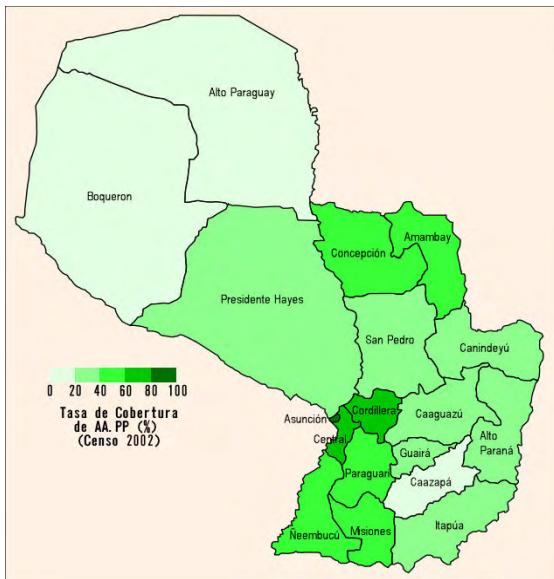 Alto Paraguay
Boqueron
Concepción
Amambay
Presidente Hayes
San Pedro
Canindeyú
0 20 40 60 80 100
Tasa de Cobertura
de AA.PP (%)
(Censo 2002)
Asunción
Cordillera
Central
Caaguazú
Alto
Paraná
Guairá
Paraguarí
Caazapá
Ñeembucú
Misiones
Itapúa